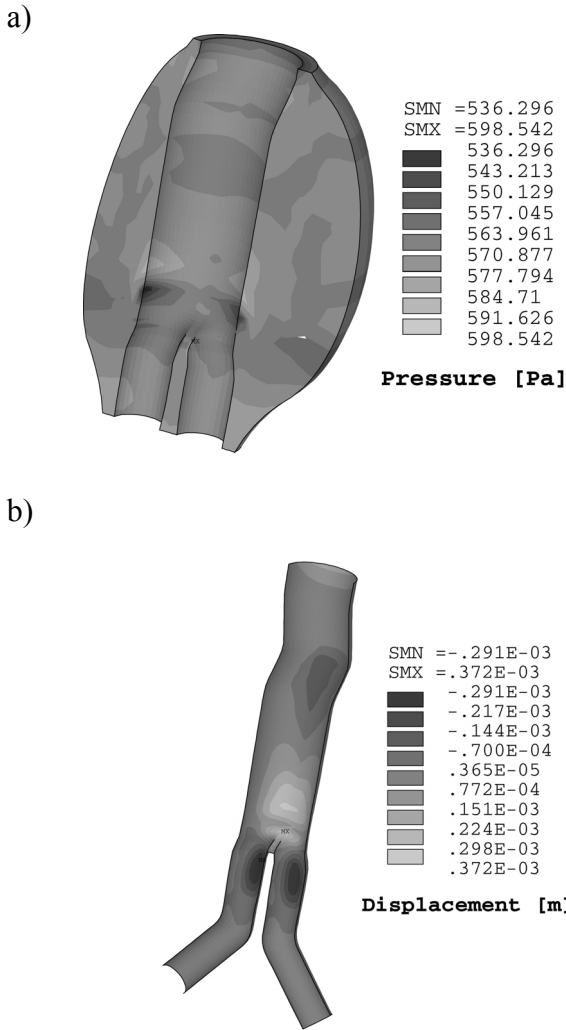 a)
SMN =536.296
SMX =598.542
536.296
543.213
550.129
557.045
563.961
570.877
577.794
584.71
591.626
598.542
MX
Pressure [Pa]
b)
SMN =-.291E-03
SMX =.372E-03
-.291E-03
-.217E-03
-.144E-03
-.700E-04
.365E-05
.772E-04
.151E-03
.224E-03
.298E-03
.372E-03
MX
Displacement [m]